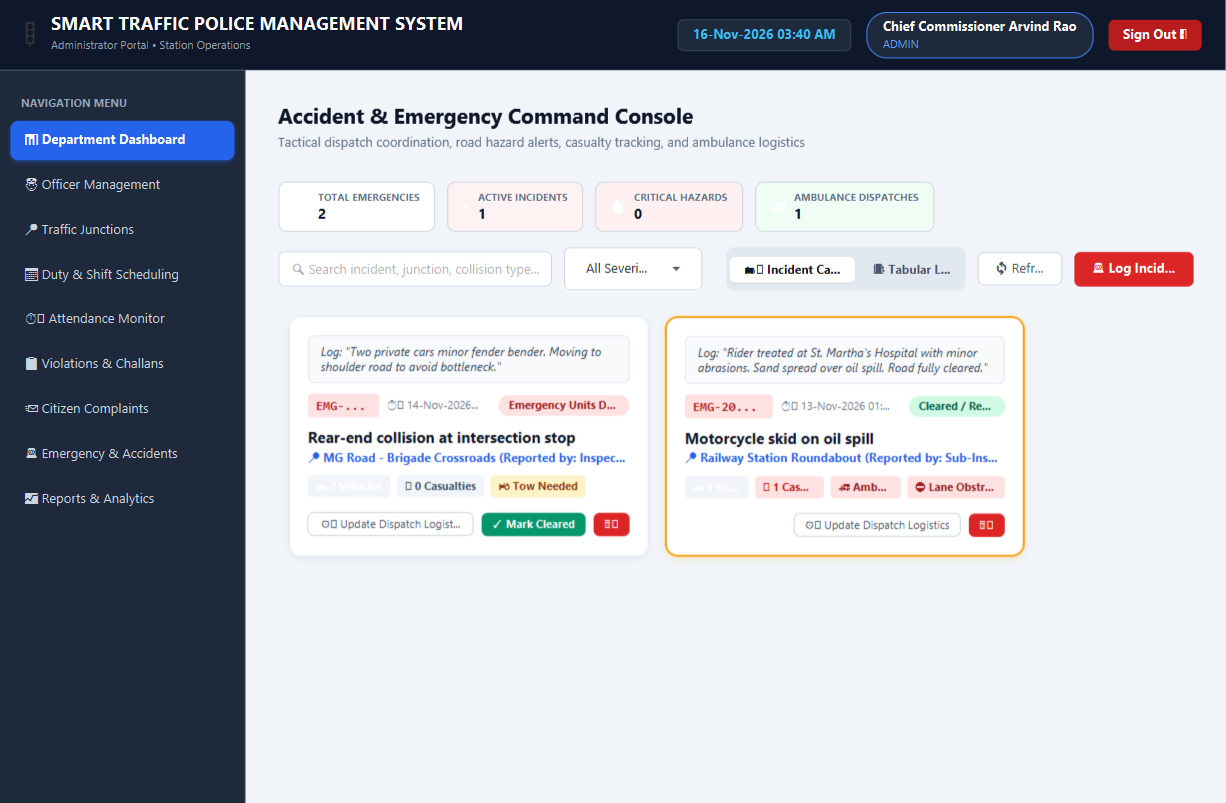 SMART TRAFFIC POLICE MANAGEMENT SYSTEM
Administrator Portal • Station Operations
16-Nov-2026 03:40 AM
Chief Commissioner Arvind Rao
ADMIN
Sign Out
NAVIGATION MENU
Department Dashboard
Officer Management
Traffic Junctions
Duty & Shift Scheduling
Attendance Monitor
Violations & Challans
Citizen Complaints
Emergency & Accidents
Reports & Analytics
Accident & Emergency Command Console
Tactical dispatch coordination, road hazard alerts, casualty tracking, and ambulance logistics
TOTAL EMERGENCIES
2
ACTIVE INCIDENTS
1
CRITICAL HAZARDS
0
AMBULANCE DISPATCHES
1
Search incident, junction, collision type...
All Severi...
Incident Ca...
Tabular L...
Refr...
Log Incid...
Log: "Two private cars minor fender bender. Moving to
shoulder road to avoid bottleneck."
EMG-...
14-Nov-2026...
Emergency Units D...
Rear-end collision at intersection stop
MG Road - Brigade Crossroads (Reported by: Inspec...
2 Vehicles
0 Casualties
Tow Needed
Update Dispatch Logist...
✓ Mark Cleared
Log: "Rider treated at St. Martha's Hospital with minor
abrasions. Sand spread over oil spill. Road fully cleared."
EMG-20...
13-Nov-2026 01:...
Cleared / Re...
Motorcycle skid on oil spill
Railway Station Roundabout (Reported by: Sub-Ins...
1 Ve...
1 Cas...
Amb...
Lane Obstr...
Update Dispatch Logistics